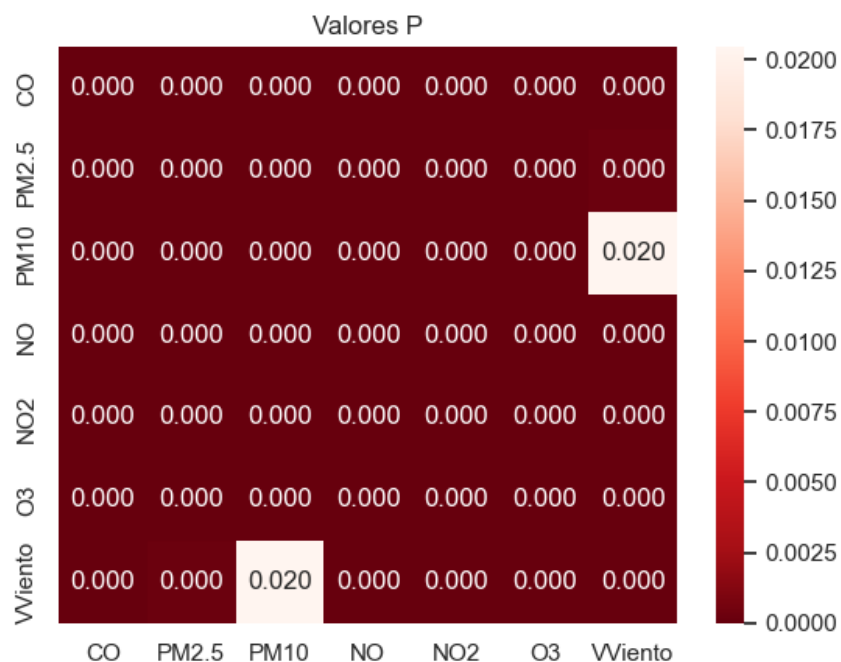 Valores P
CO 0.000 0.000 0.000 0.000 0.000 0.000 0.000
PM2.5 0.000 0.000 0.000 0.000 0.000 0.000 0.000
PM10 0.000 0.000 0.000 0.000 0.000 0.000 0.020
NO 0.000 0.000 0.000 0.000 0.000 0.000 0.000
NO2 0.000 0.000 0.000 0.000 0.000 0.000 0.000
O3 0.000 0.000 0.000 0.000 0.000 0.000 0.000
VViento 0.000 0.000 0.020 0.000 0.000 0.000 0.000
CO PM2.5 PM10 NO NO2 O3 VViento
0.0200
0.0175
0.0150
0.0125
0.0100
0.0075
0.0050
0.0025
0.0000